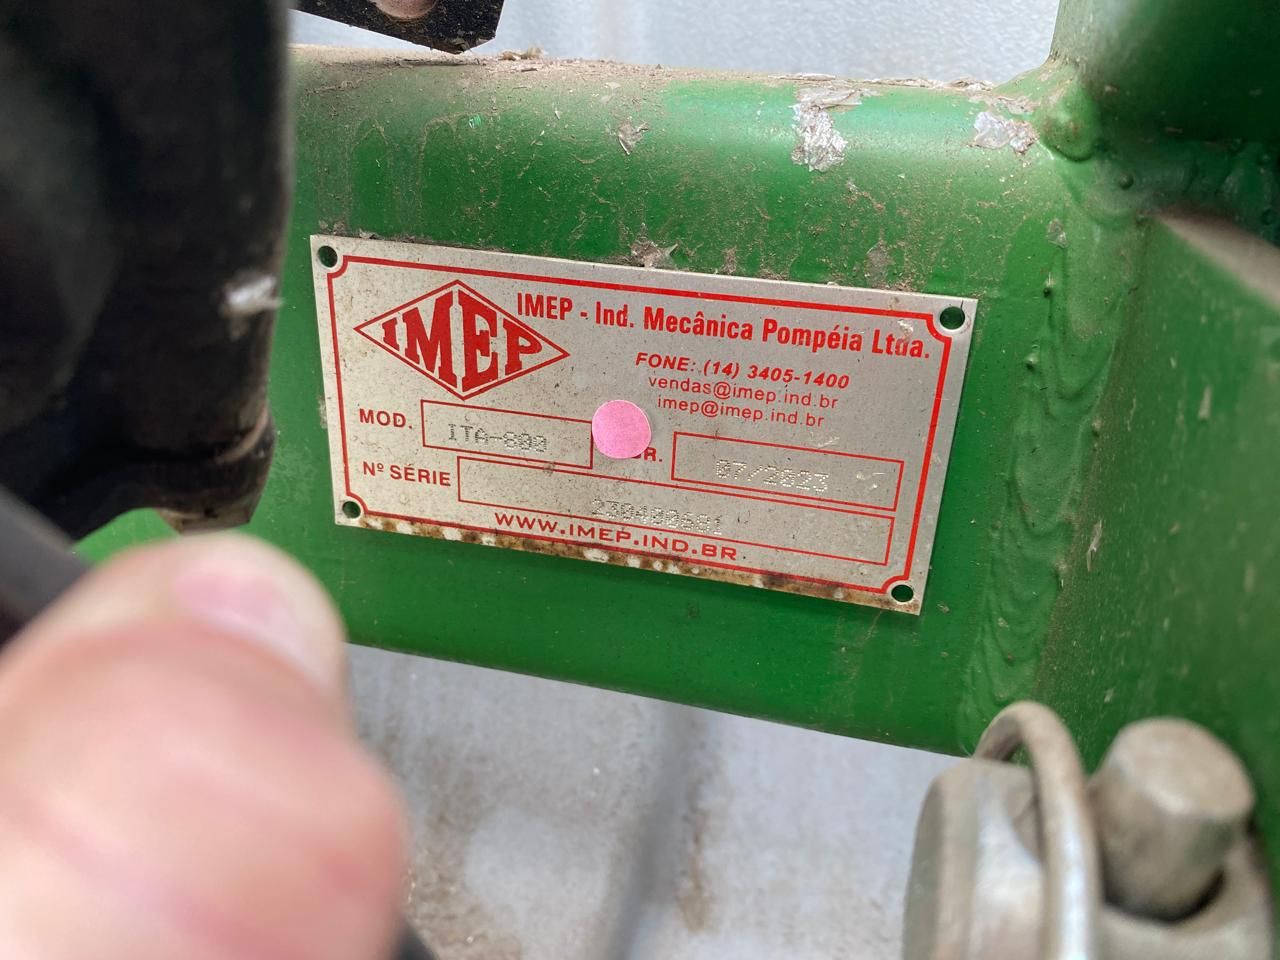 IMEP
IMEP - Ind. Mecânica Pompéia Ltda.
FONE: (14) 3405-1400
vendas@imep.ind.br
imep@imep.ind.br
MOD. ITA-800
R. 07/2023
Nº SÉRIE 230400681
WWW.IMEP.IND.BR